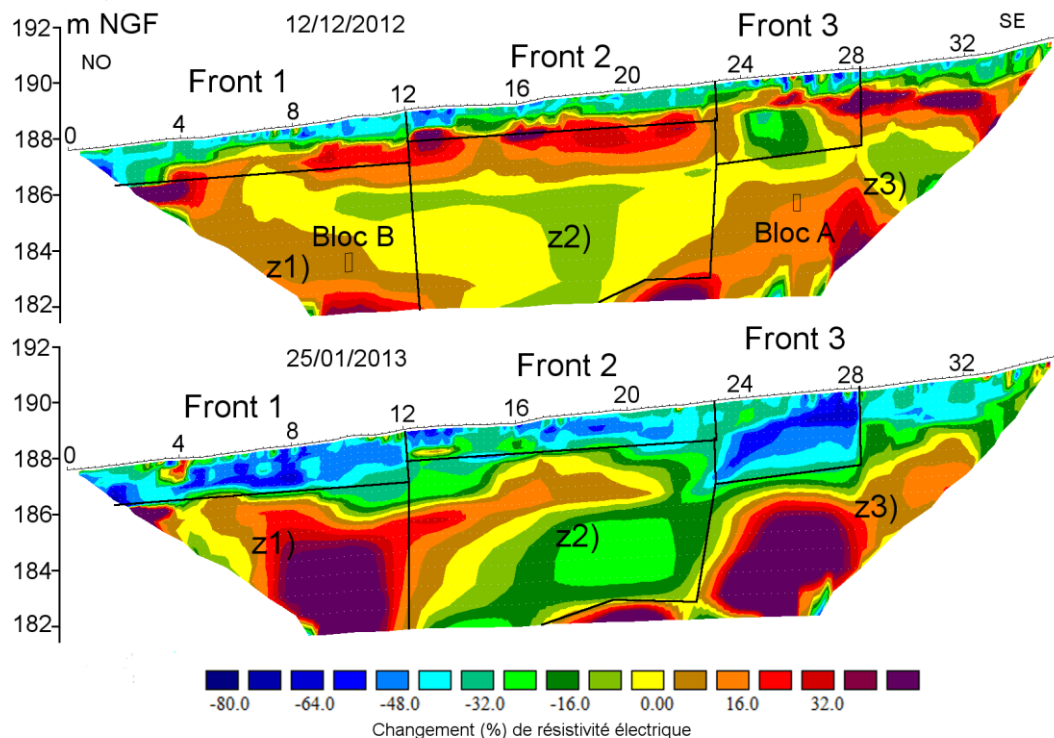 192 m NGF 12/12/2012 Front 3 SE
NO Front 2 28 32
190 Front 1 20 24
12 16
8
188 0 4
186 z3)
Bloc B z2) Bloc A
184 z1)
182
192 25/01/2013 Front 3
Front 2 28 32
190 Front 1 20 24
12 16
8
188 0 4
186 z1) z2) z3)
184
182
-80.0 -64.0 -48.0 -32.0 -16.0 0.00 16.0 32.0
Changement (%) de résistivité électrique